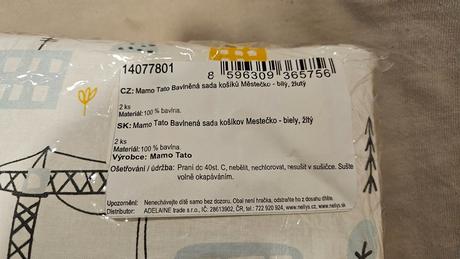 14077801
8 596309 365756
CZ: Mamo Tato Bavlněná sada košíků Městečko - bílý, žlutý
2 ks
Materiál: 100 % bavlna.
SK: Mamo Tato Bavlnená sada košíkov Mestečko - biely, žltý
2 ks
Materiál: 100 % bavlna.
Výrobce: Mamo Tato
Ošetřování / údržba: Praní do 40st. C, nebělit, nechlorovat, nesušit v sušičce. Sušte
volně okapáváním.
Upozornění: Nenechávejte dítě samo bez dozoru. Obal není hračka, odstraňte ho z dosahu dítěte.
Distributor: ADELAINE trade s.r.o., IČ: 28613902, ČR, tel.: 722 920 924, www.nellys.cz, www.nellys.sk